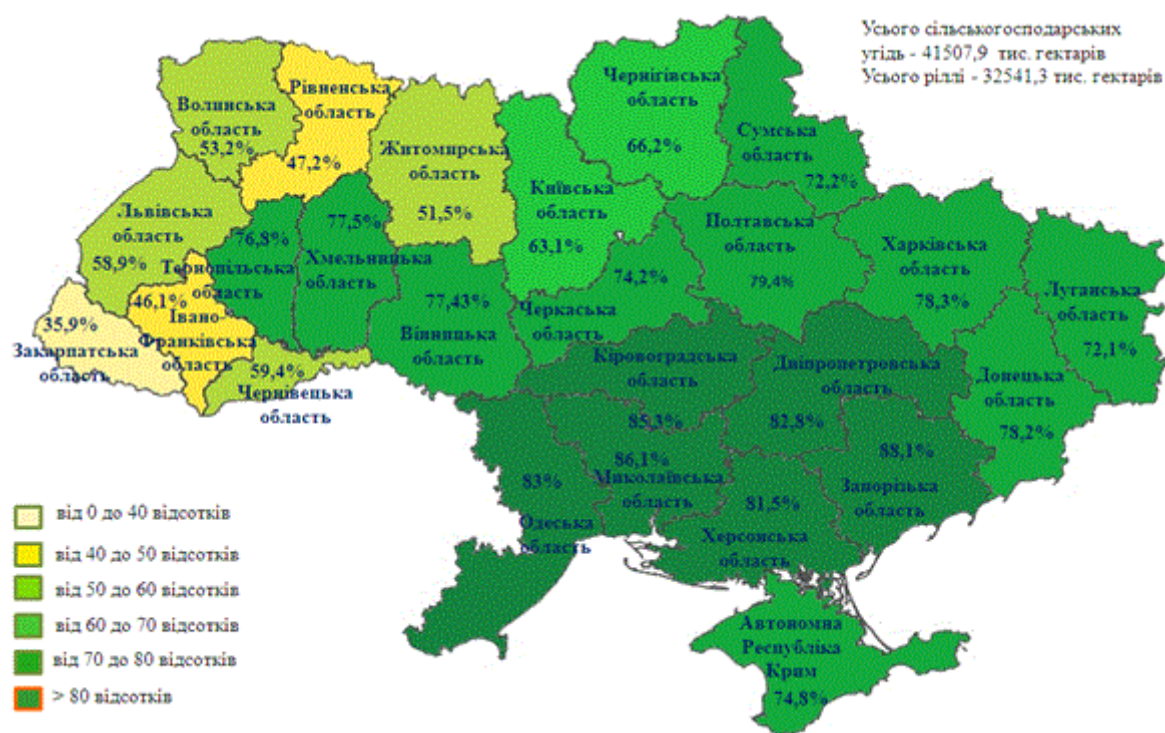 Усього сільськогосподарських
угідь - 41507,9 тис. гектарів
Усього ріллі - 32541,3 тис. гектарів
Волинська
область
53,2%
Рівненська
область
47,2%
Житомирська
область
51,5%
Чернігівська
область
66,2%
Сумська
область
72,2%
Київська
область
63,1%
Львівська
область
58,9%
76,8%
Тернопільська
область
77,5%
Хмельницька
область
Полтавська
область
79,4%
Харківська
область
78,3%
Луганська
область
72,1%
74,2%
Черкаська
область
77,43%
Вінницька
область
46,1%
Івано-
Франківська
область
35,9%
Закарпатська
область
59,4%
Чернівецька
область
Кіровоградська
область
85,3%
Дніпропетровська
область
82,8%
Донецька
область
78,2%
83%
Одеська
область
86,1%
Миколаївська
область
88,1%
Запорізька
область
81,5%
Херсонська
область
Автономна
Республіка
Крим
74,8%
від 0 до 40 відсотків
від 40 до 50 відсотків
від 50 до 60 відсотків
від 60 до 70 відсотків
від 70 до 80 відсотків
> 80 відсотків